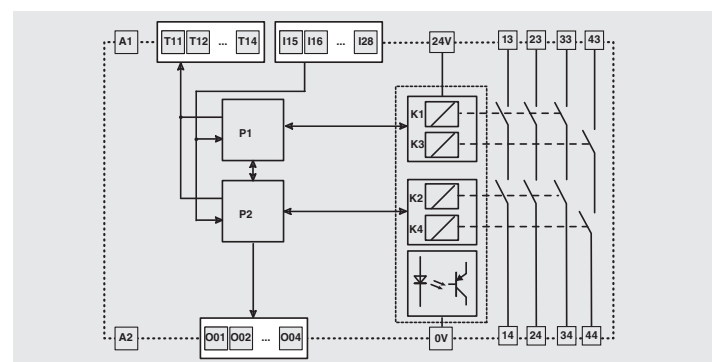 A1 T11 T12 ... T14 I15 I16 ... I28 24V 13 23 33 43
K1
P1
K3
K2
P2
K4
A2 O01 O02 ... O04 0V 14 24 34 44